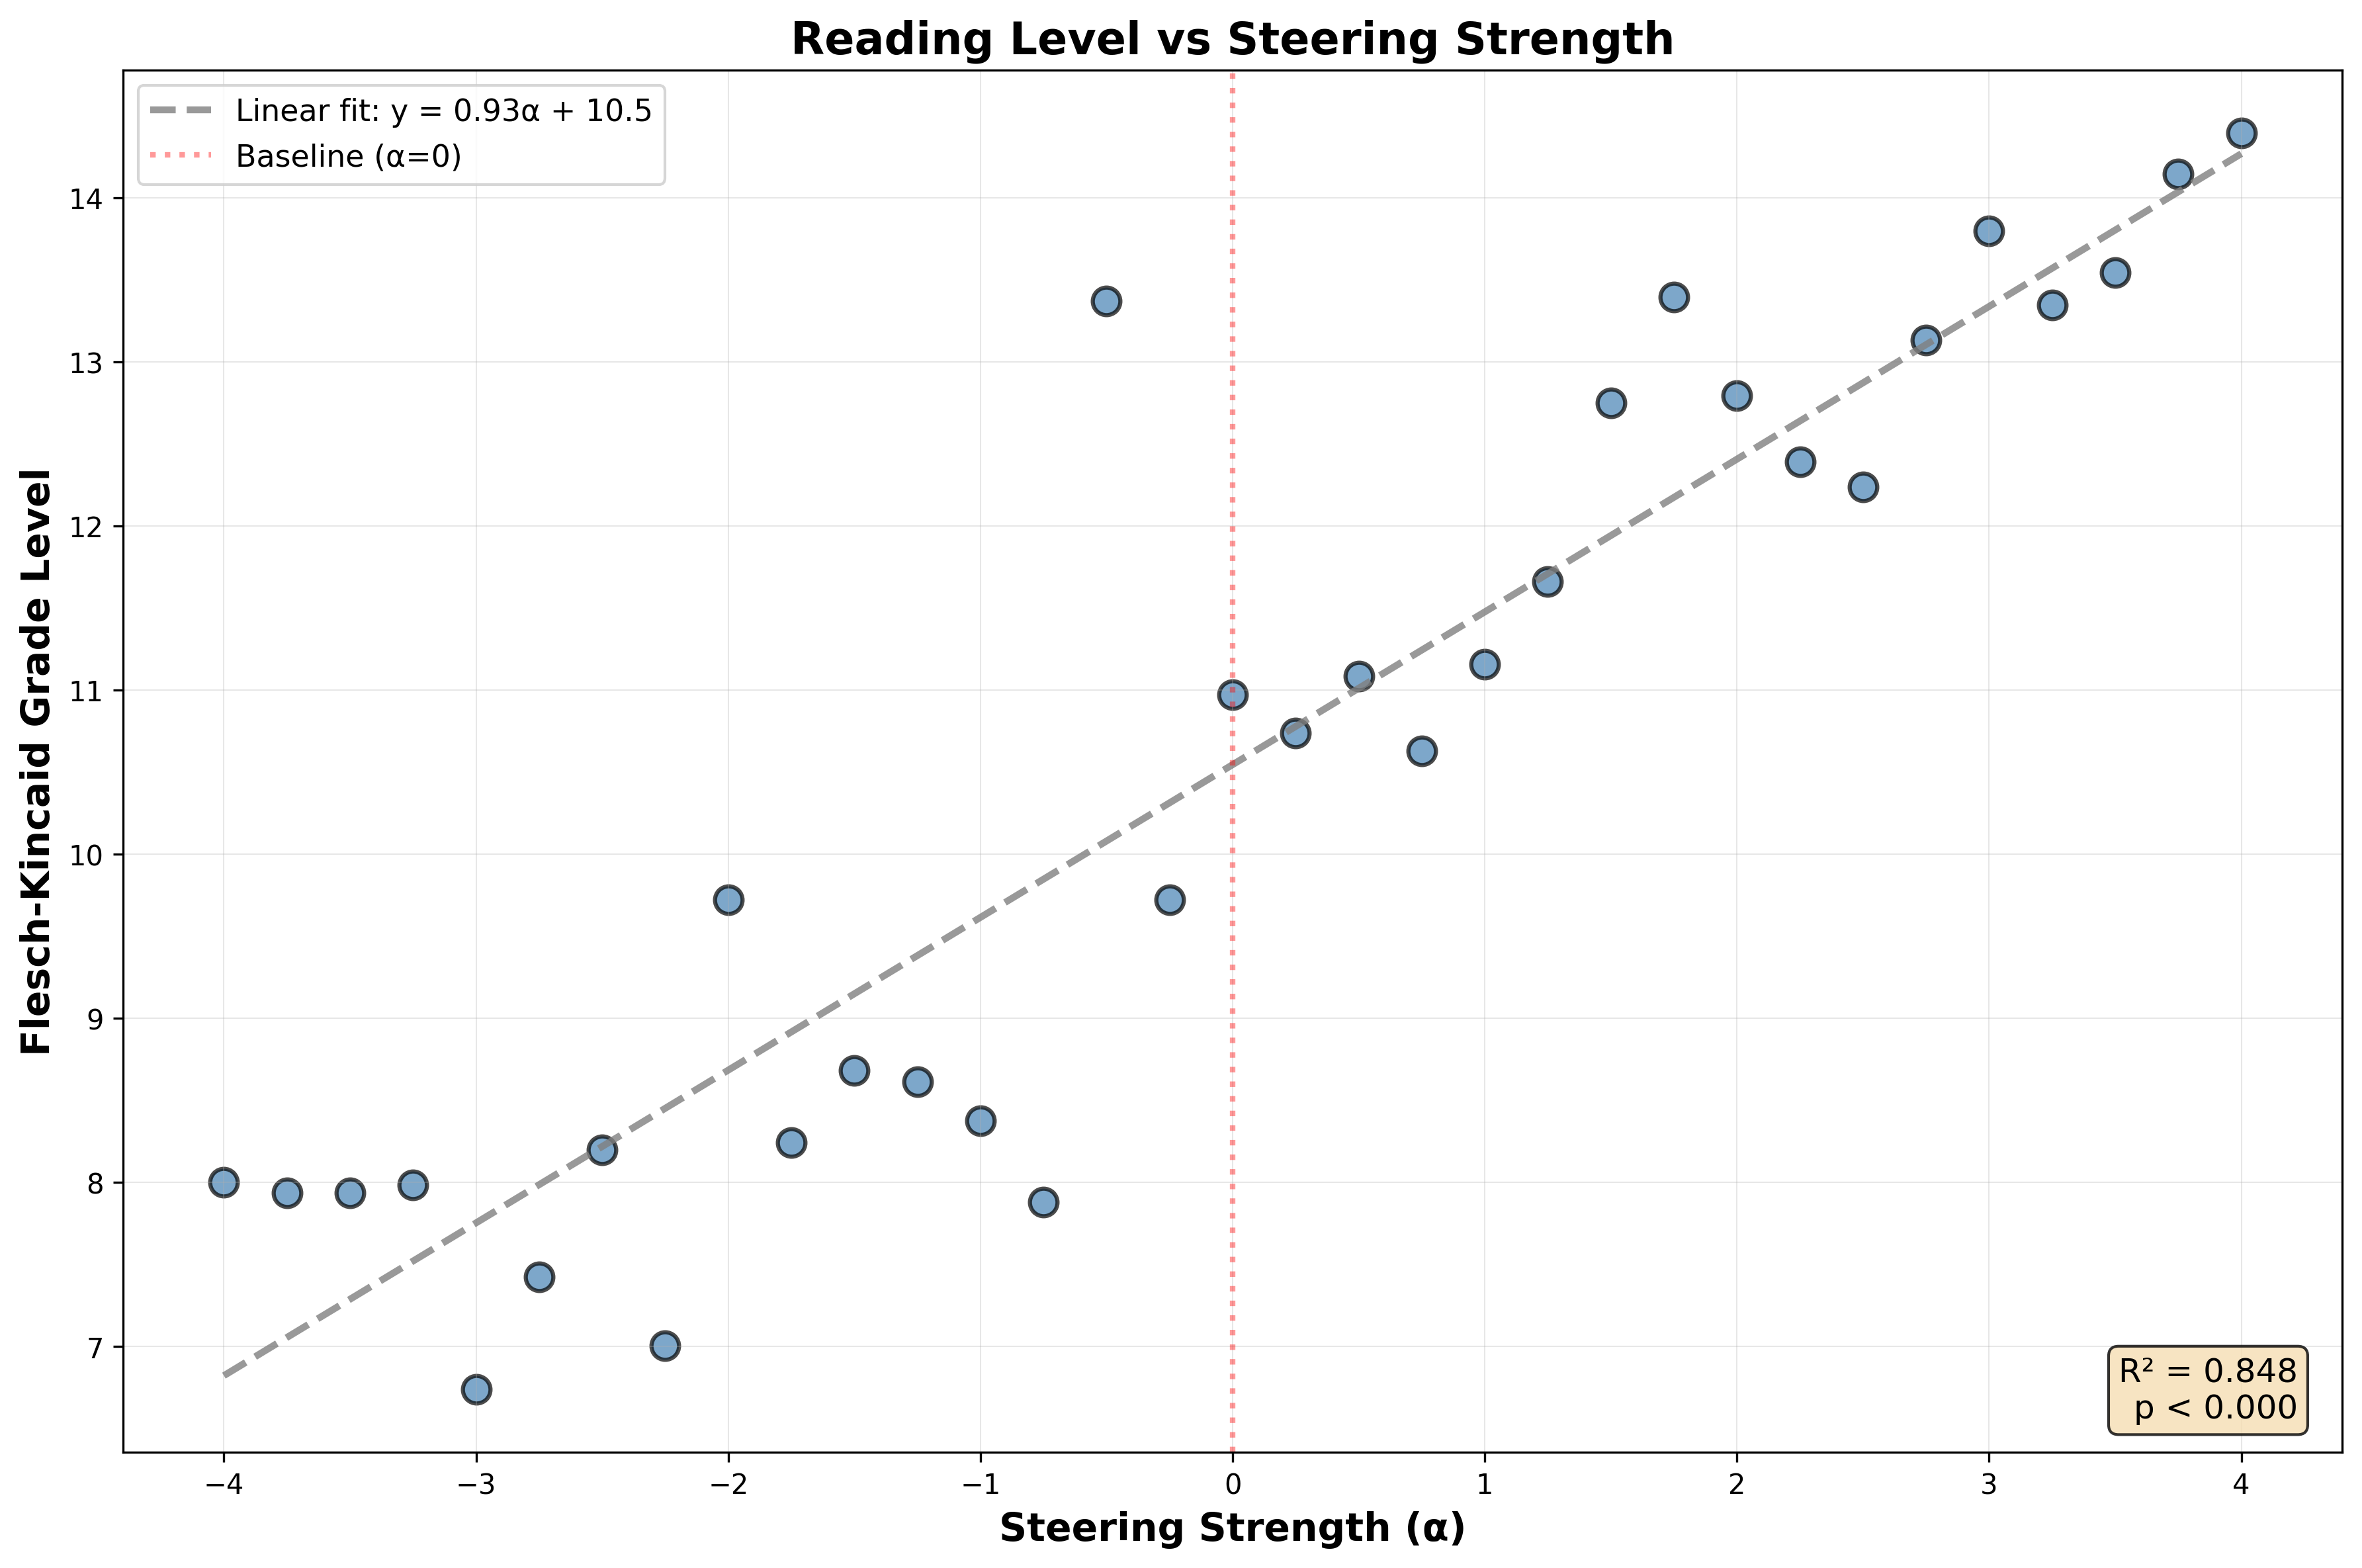 Reading Level vs Steering Strength
Linear fit: y = 0.93α + 10.5
Baseline (α=0)
Flesch-Kincaid Grade Level
14
13
12
11
10
9
8
7
R² = 0.848
p < 0.000
−4
−3
−2
−1
0
1
2
3
4
Steering Strength (α)